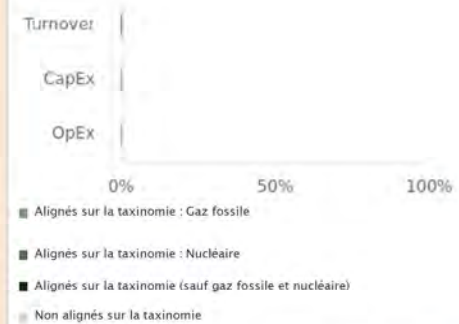 Turnover
CapEx
OpEx
0% 50% 100%
Alignés sur la taxinomie : Gaz fossile
Alignés sur la taxinomie : Nucléaire
Alignés sur la taxinomie (sauf gaz fossile et nucléaire)
Non alignés sur la taxinomie